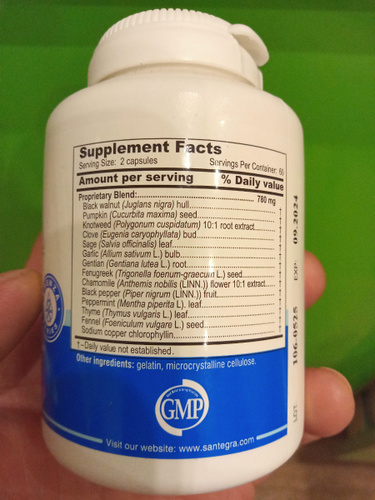 Supplement Facts
Serving Size: 2 capsules Servings Per Container: 60
Amount per serving % Daily value
Proprietary Blend: 780 mg
Black walnut (Juglans nigra) hull †
Pumpkin (Cucurbita maxima) seed †
Knotweed (Polygonum cuspidatum) 10:1 root extract †
Clove (Eugenia caryophyllata) bud †
Sage (Salvia officinalis) leaf †
Garlic (Allium sativum L.) bulb †
Gentian (Gentiana lutea L.) root †
Fenugreek (Trigonella foenum-graecum L.) seed †
Chamomile (Anthemis nobilis (LINN.)) flower 10:1 extract †
Black pepper (Piper nigrum (LINN.)) fruit †
Peppermint (Mentha piperita L.) leaf †
Thyme (Thymus vulgaris L.) leaf †
Fennel (Foeniculum vulgare L.) seed †
Sodium copper chlorophyllin †
†–Daily value not established.
Other ingredients: gelatin, microcrystalline cellulose.
GMP
Visit our website: www.santegra.com
LOT: 106-0525 EXP: 09.2024